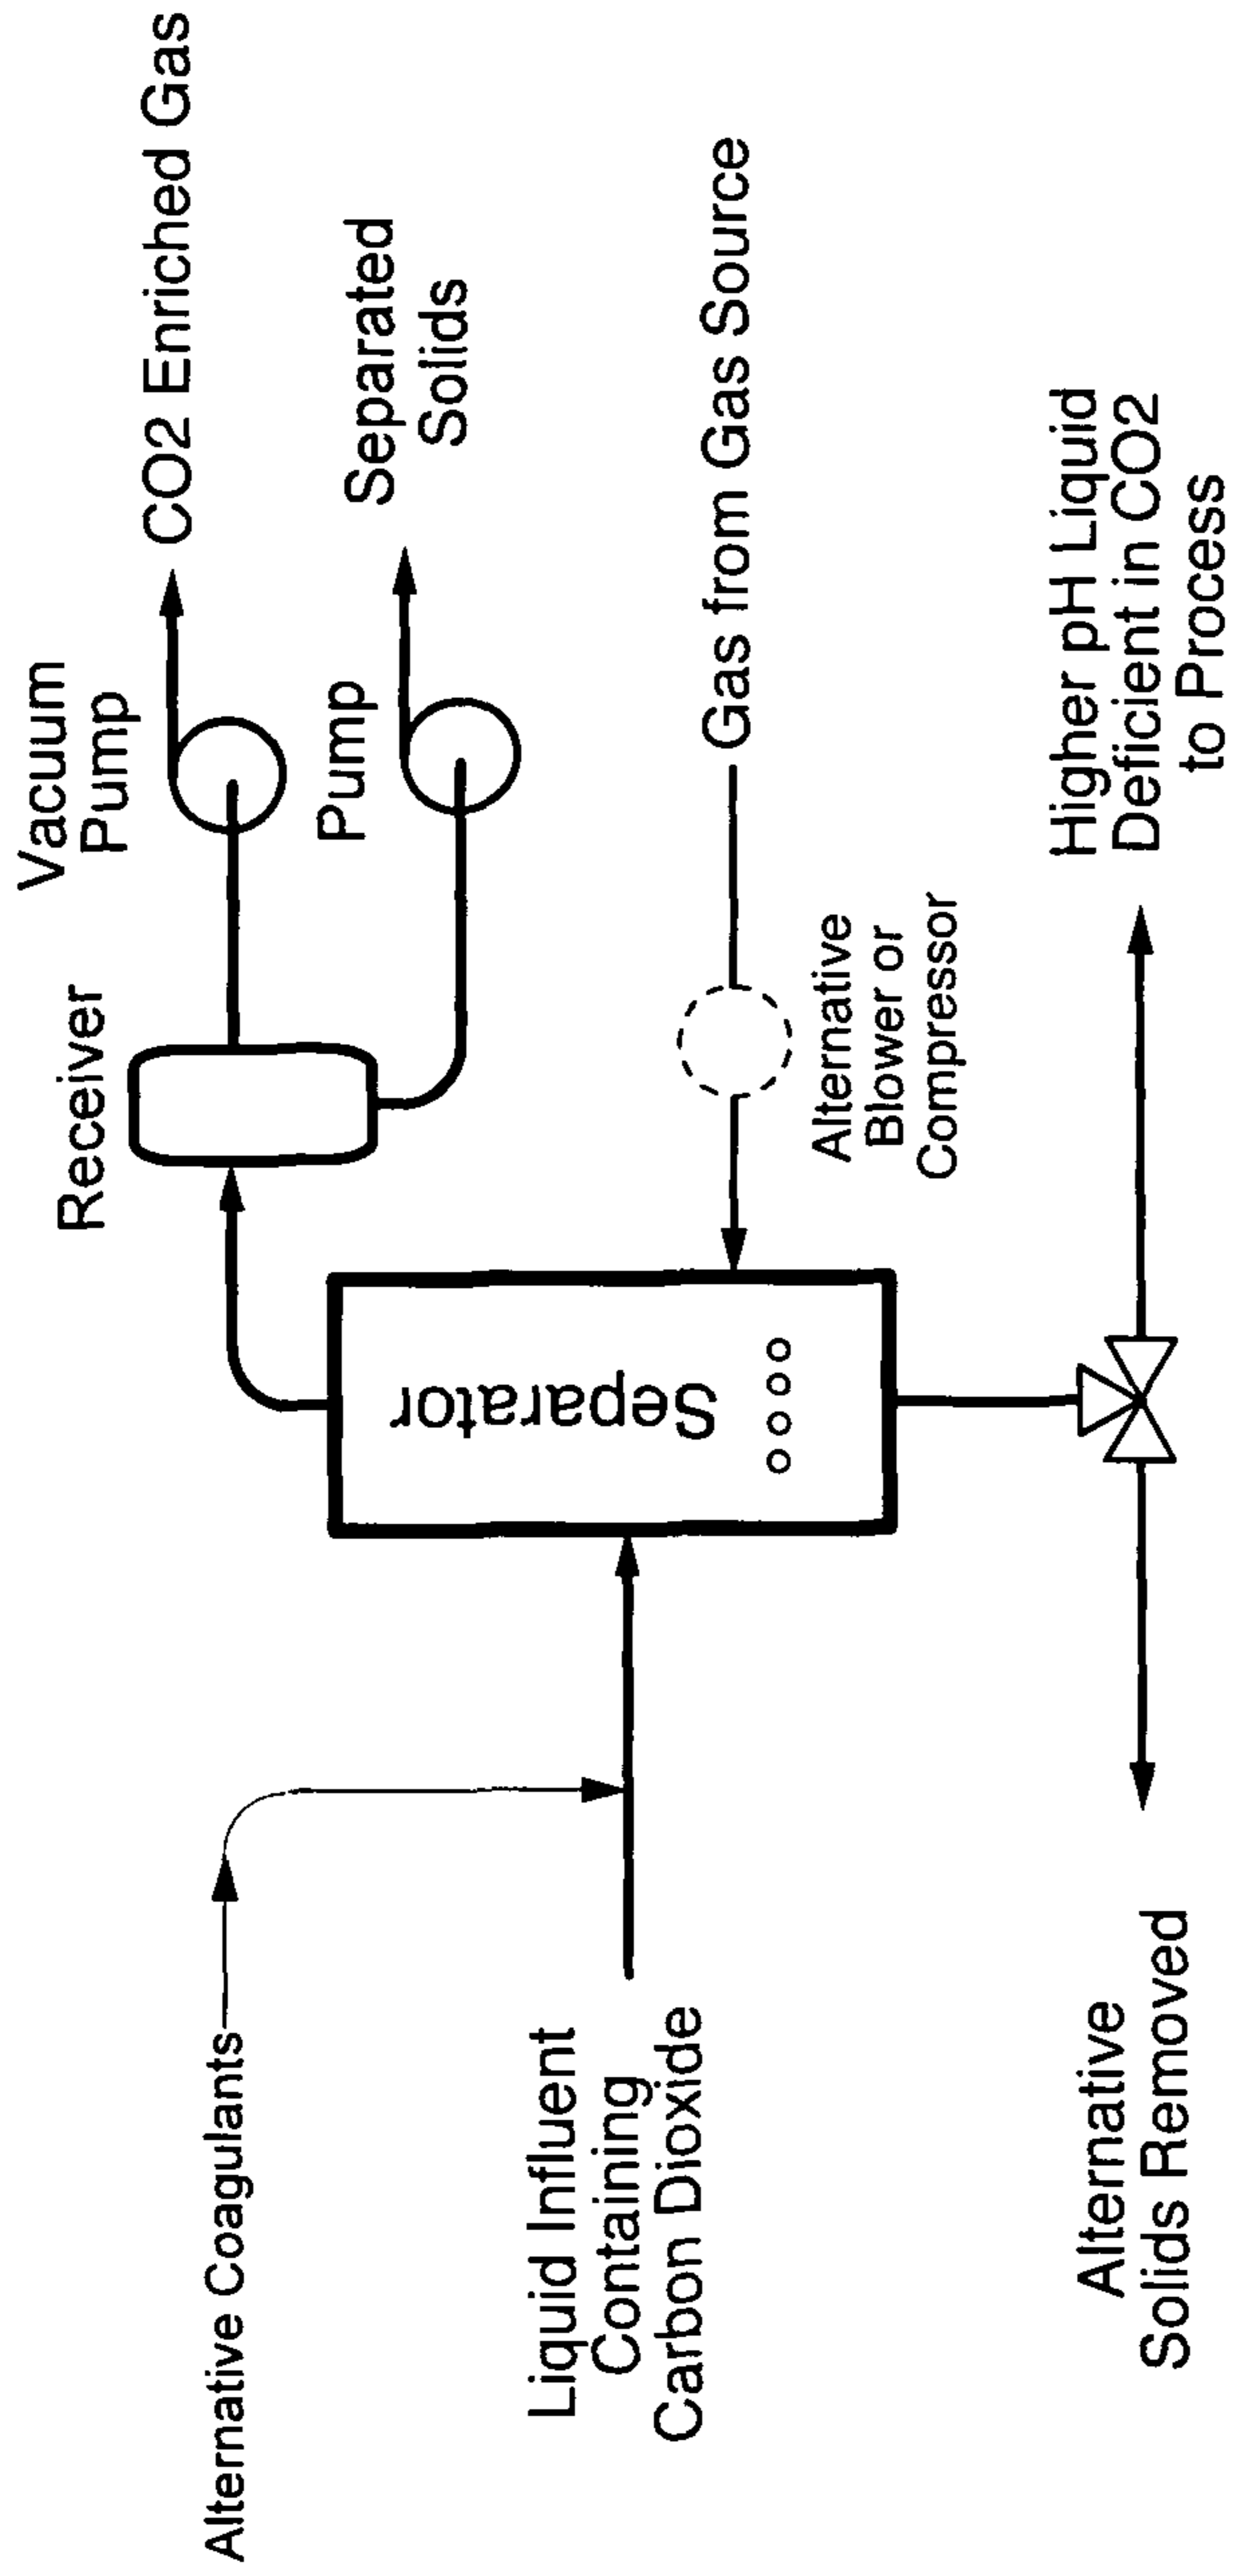 Alternative Coagulants
Liquid Influent
Containing
Carbon Dioxide
Alternative
Solids Removed
Separator
Receiver
Vacuum
Pump
CO2 Enriched Gas
Pump
Separated
Solids
Gas from Gas Source
Alternative
Blower or
Compressor
Higher pH Liquid
Deficient in CO2
to Process